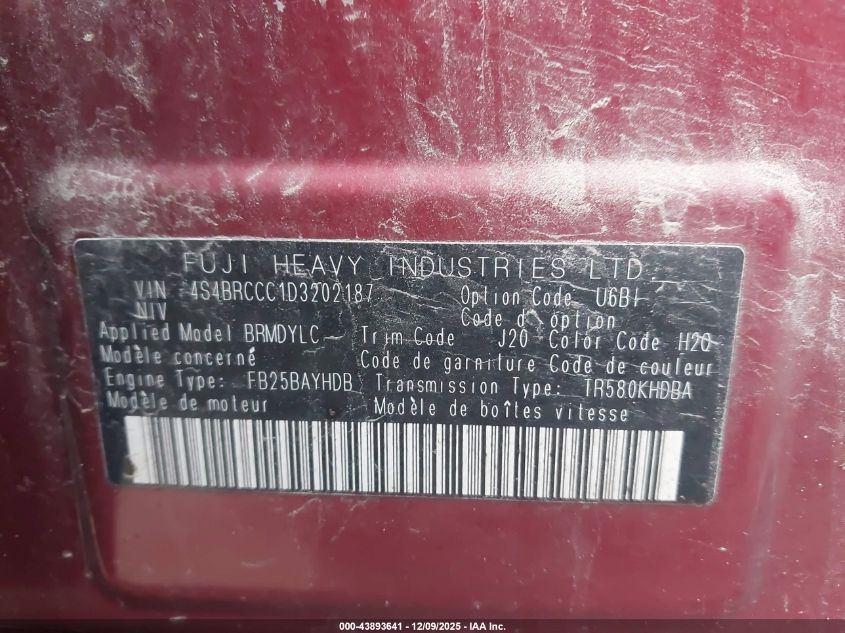 FUJI HEAVY INDUSTRIES LTD.
VIN 4S4BRCCC1D3202187 Option Code U6BI
NIV Code d'option
Applied Model BRMDYLC Trim Code J20 Color Code H2Q
Modèle concerné Code de garniture Code de couleur
Engine Type: FB25BAYHDB Transmission Type: TR580KHDBA
Modèle de moteur Modèle de boîtes vitesse
000-43893641 - 12/09/2025 - IAA Inc.